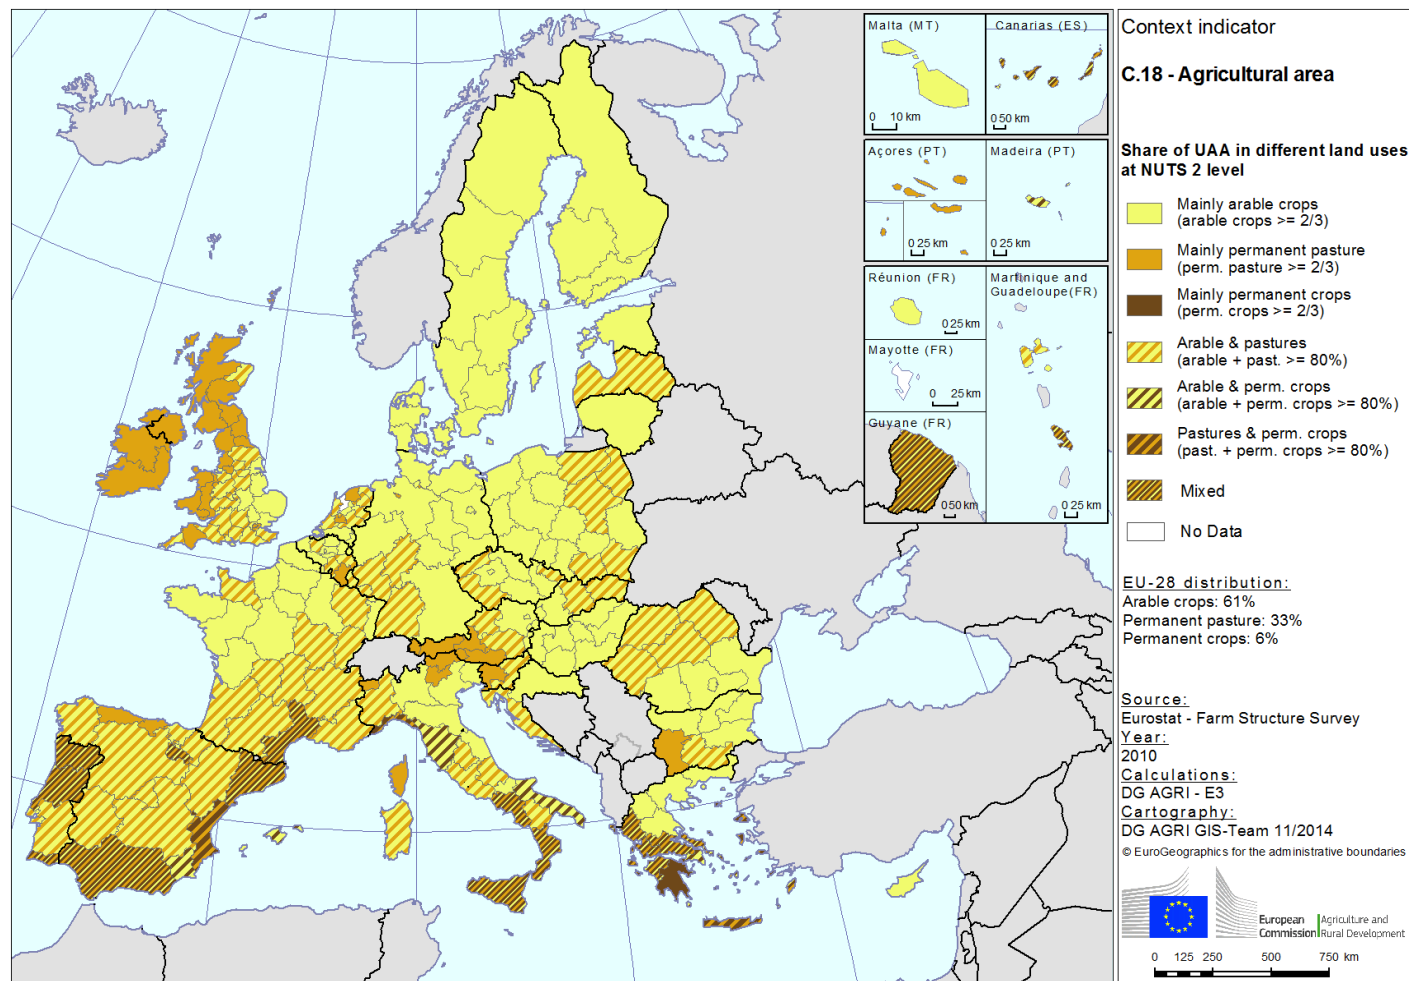 Malta (MT)
0 10 km
Canarias (ES)
0 50 km
Açores (PT)
0 25 km
Madeira (PT)
0 25 km
Réunion (FR)
0 25 km
Mayotte (FR)
0 25 km
Guyane (FR)
0 50 km
Martinique and
Guadeloupe(FR)
0 25 km
Context indicator
C.18 - Agricultural area
Share of UAA in different land uses
at NUTS 2 level
Mainly arable crops
(arable crops >= 2/3)
Mainly permanent pasture
(perm. pasture >= 2/3)
Mainly permanent crops
(perm. crops >= 2/3)
Arable & pastures
(arable + past. >= 80%)
Arable & perm. crops
(arable + perm. crops >= 80%)
Pastures & perm. crops
(past. + perm. crops >= 80%)
Mixed
No Data
EU-28 distribution:
Arable crops: 61%
Permanent pasture: 33%
Permanent crops: 6%
Source:
Eurostat - Farm Structure Survey
Year:
2010
Calculations:
DG AGRI - E3
Cartography:
DG AGRI GIS-Team 11/2014
© EuroGeographics for the administrative boundaries
European
Commission
Agriculture and
Rural Development
0 125 250 500 750 km